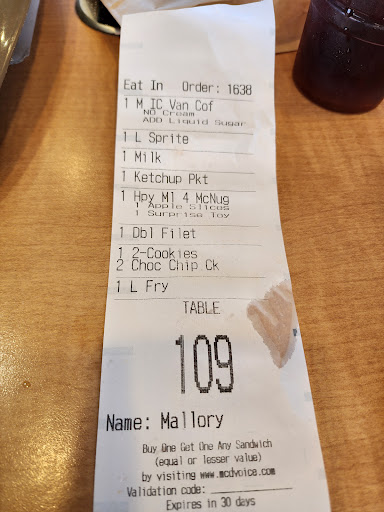 Eat In Order: 1638
1 M IC Van Cof
NO Cream
ADD Liquid Sugar
1 L Sprite
1 Milk
1 Ketchup Pkt
1 Hpy Ml 4 McNug
1 Apple Slices
1 Surprise Toy
1 Dbl Filet
1 2-Cookies
2 Choc Chip Ck
1 L Fry
TABLE
109
Name: Mallory
Buy One Get One Any Sandwich
(equal or lesser value)
by visiting www.mcdvoice.com
Validation code:
Expires in 30 days